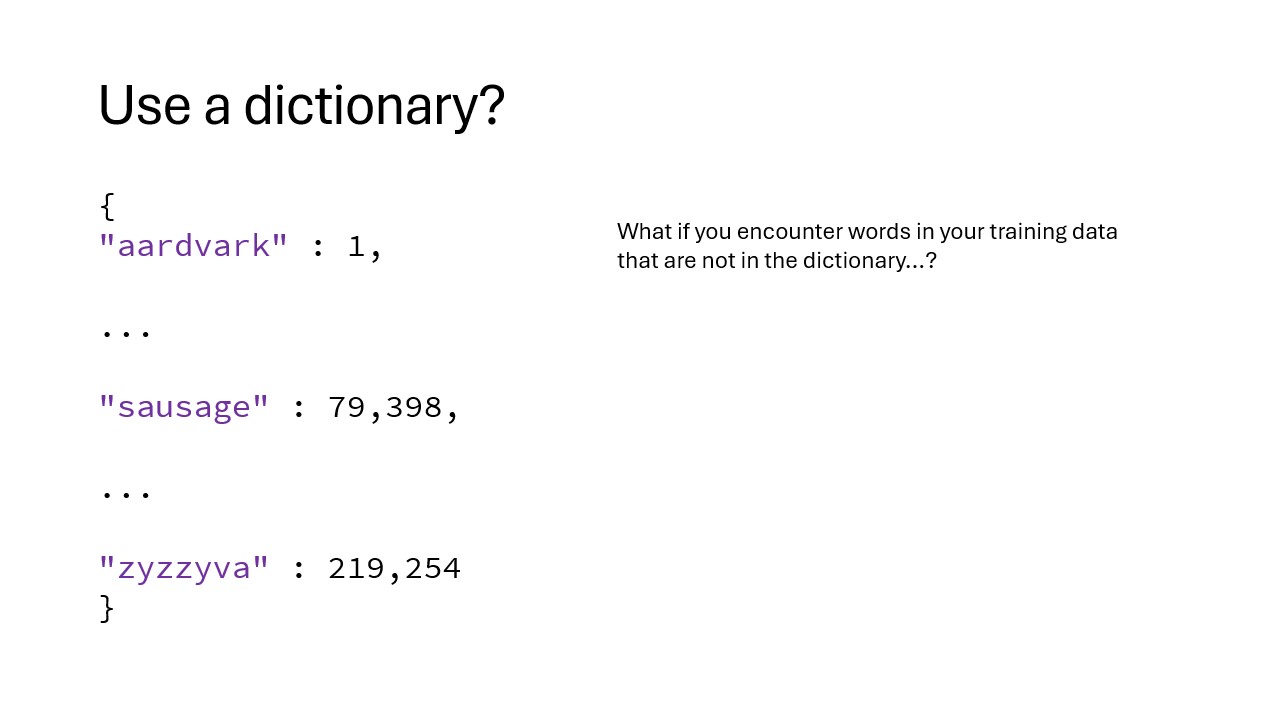 Use a dictionary?
{
"aardvark" : 1,
...
"sausage" : 79,398,
...
"zyzzyva" : 219,254
}
What if you encounter words in your training data
that are not in the dictionary...?